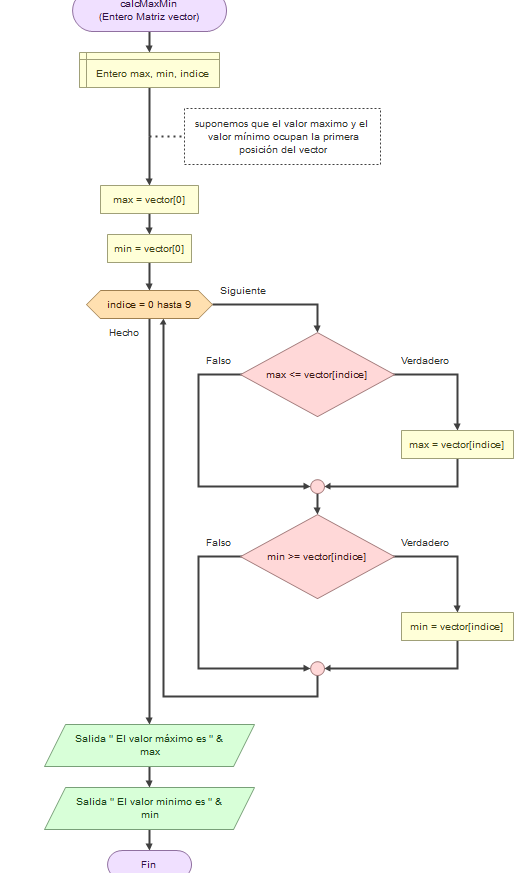 calcMaxMin
(Entero Matriz vector)
Entero max, min, indice
suponemos que el valor maximo y el
valor mínimo ocupan la primera
posición del vector
max = vector[0]
min = vector[0]
indice = 0 hasta 9
Siguiente
Hecho
Falso
max <= vector[indice]
Verdadero
max = vector[indice]
Falso
min >= vector[indice]
Verdadero
min = vector[indice]
Salida " El valor máximo es " &
max
Salida " El valor minimo es " &
min
Fin